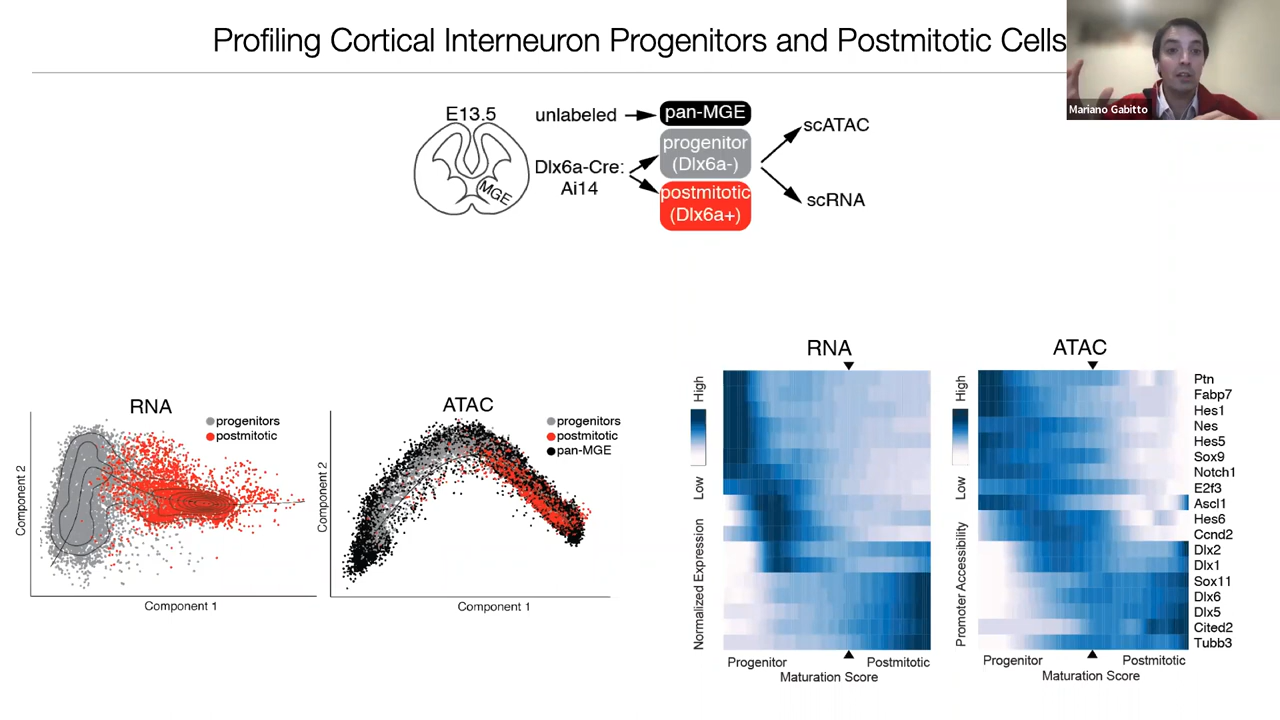 Profiling Cortical Interneuron Progenitors and Postmitotic Cells
Mariano Gabitto
E13.5
MGE
unlabeled
Dlx6a-Cre:
Ai14
pan-MGE
progenitor
(Dlx6a-)
postmitotic
(Dlx6a+)
scATAC
scRNA
RNA
progenitors
postmitotic
Component 2
Component 1
ATAC
progenitors
postmitotic
pan-MGE
Component 2
Component 1
RNA
High
Low
Normalized Expression
Progenitor
Postmitotic
Maturation Score
ATAC
High
Low
Promoter Accessibility
Progenitor
Postmitotic
Maturation Score
Ptn
Fabp7
Hes1
Nes
Hes5
Sox9
Notch1
E2f3
Ascl1
Hes6
Ccnd2
Dlx2
Dlx1
Sox11
Dlx6
Dlx5
Cited2
Tubb3